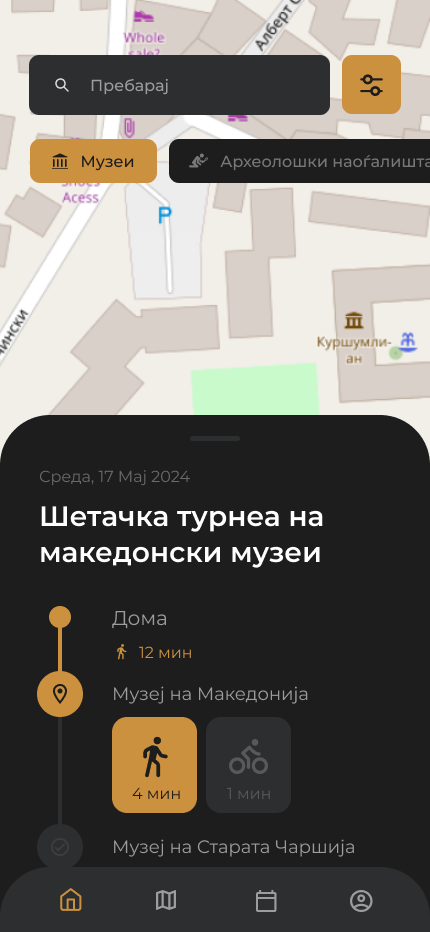 Алберт
Whole
sale?
Пребарај
Музеи
Археолошки наоѓалишта
Shoes
Acess
P
Куршумли-
ан
Среда, 17 Мај 2024
Шетачка турнеа на
македонски музеи
Дома
12 мин
Музеј на Македонија
4 мин
1 мин
Музеј на Старата Чаршија